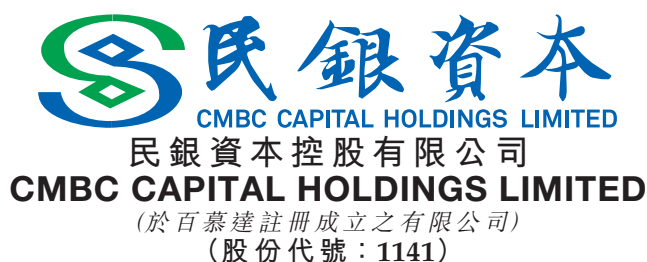 民銀資本
CMBC CAPITAL HOLDINGS LIMITED
民銀資本控股有限公司
CMBC CAPITAL HOLDINGS LIMITED
(於百慕達註冊成立之有限公司)
(股份代號：1141)